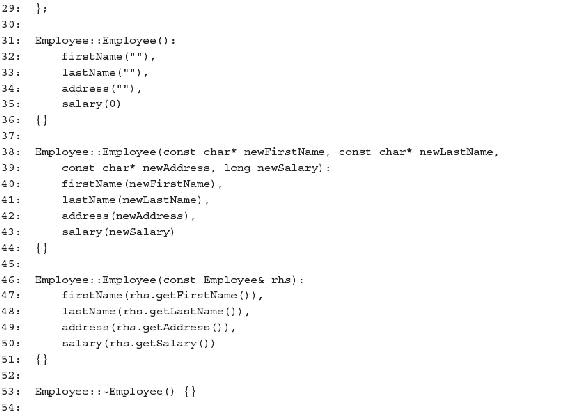 29: };
30:
31: Employee::Employee():
32: firstName(""),
33: lastName(""),
34: address(""),
35: salary(0)
36: {}
37:
38: Employee::Employee(const char* newFirstName, const char* newLastName,
39: const char* newAddress, long newSalary):
40: firstName(newFirstName),
41: lastName(newLastName),
42: address(newAddress),
43: salary(newSalary)
44: {}
45:
46: Employee::Employee(const Employee& rhs):
47: firstName(rhs.getFirstName()),
48: lastName(rhs.getLastName()),
49: address(rhs.getAddress()),
50: salary(rhs.getSalary())
51: {}
52:
53: Employee::~Employee() {}
54: